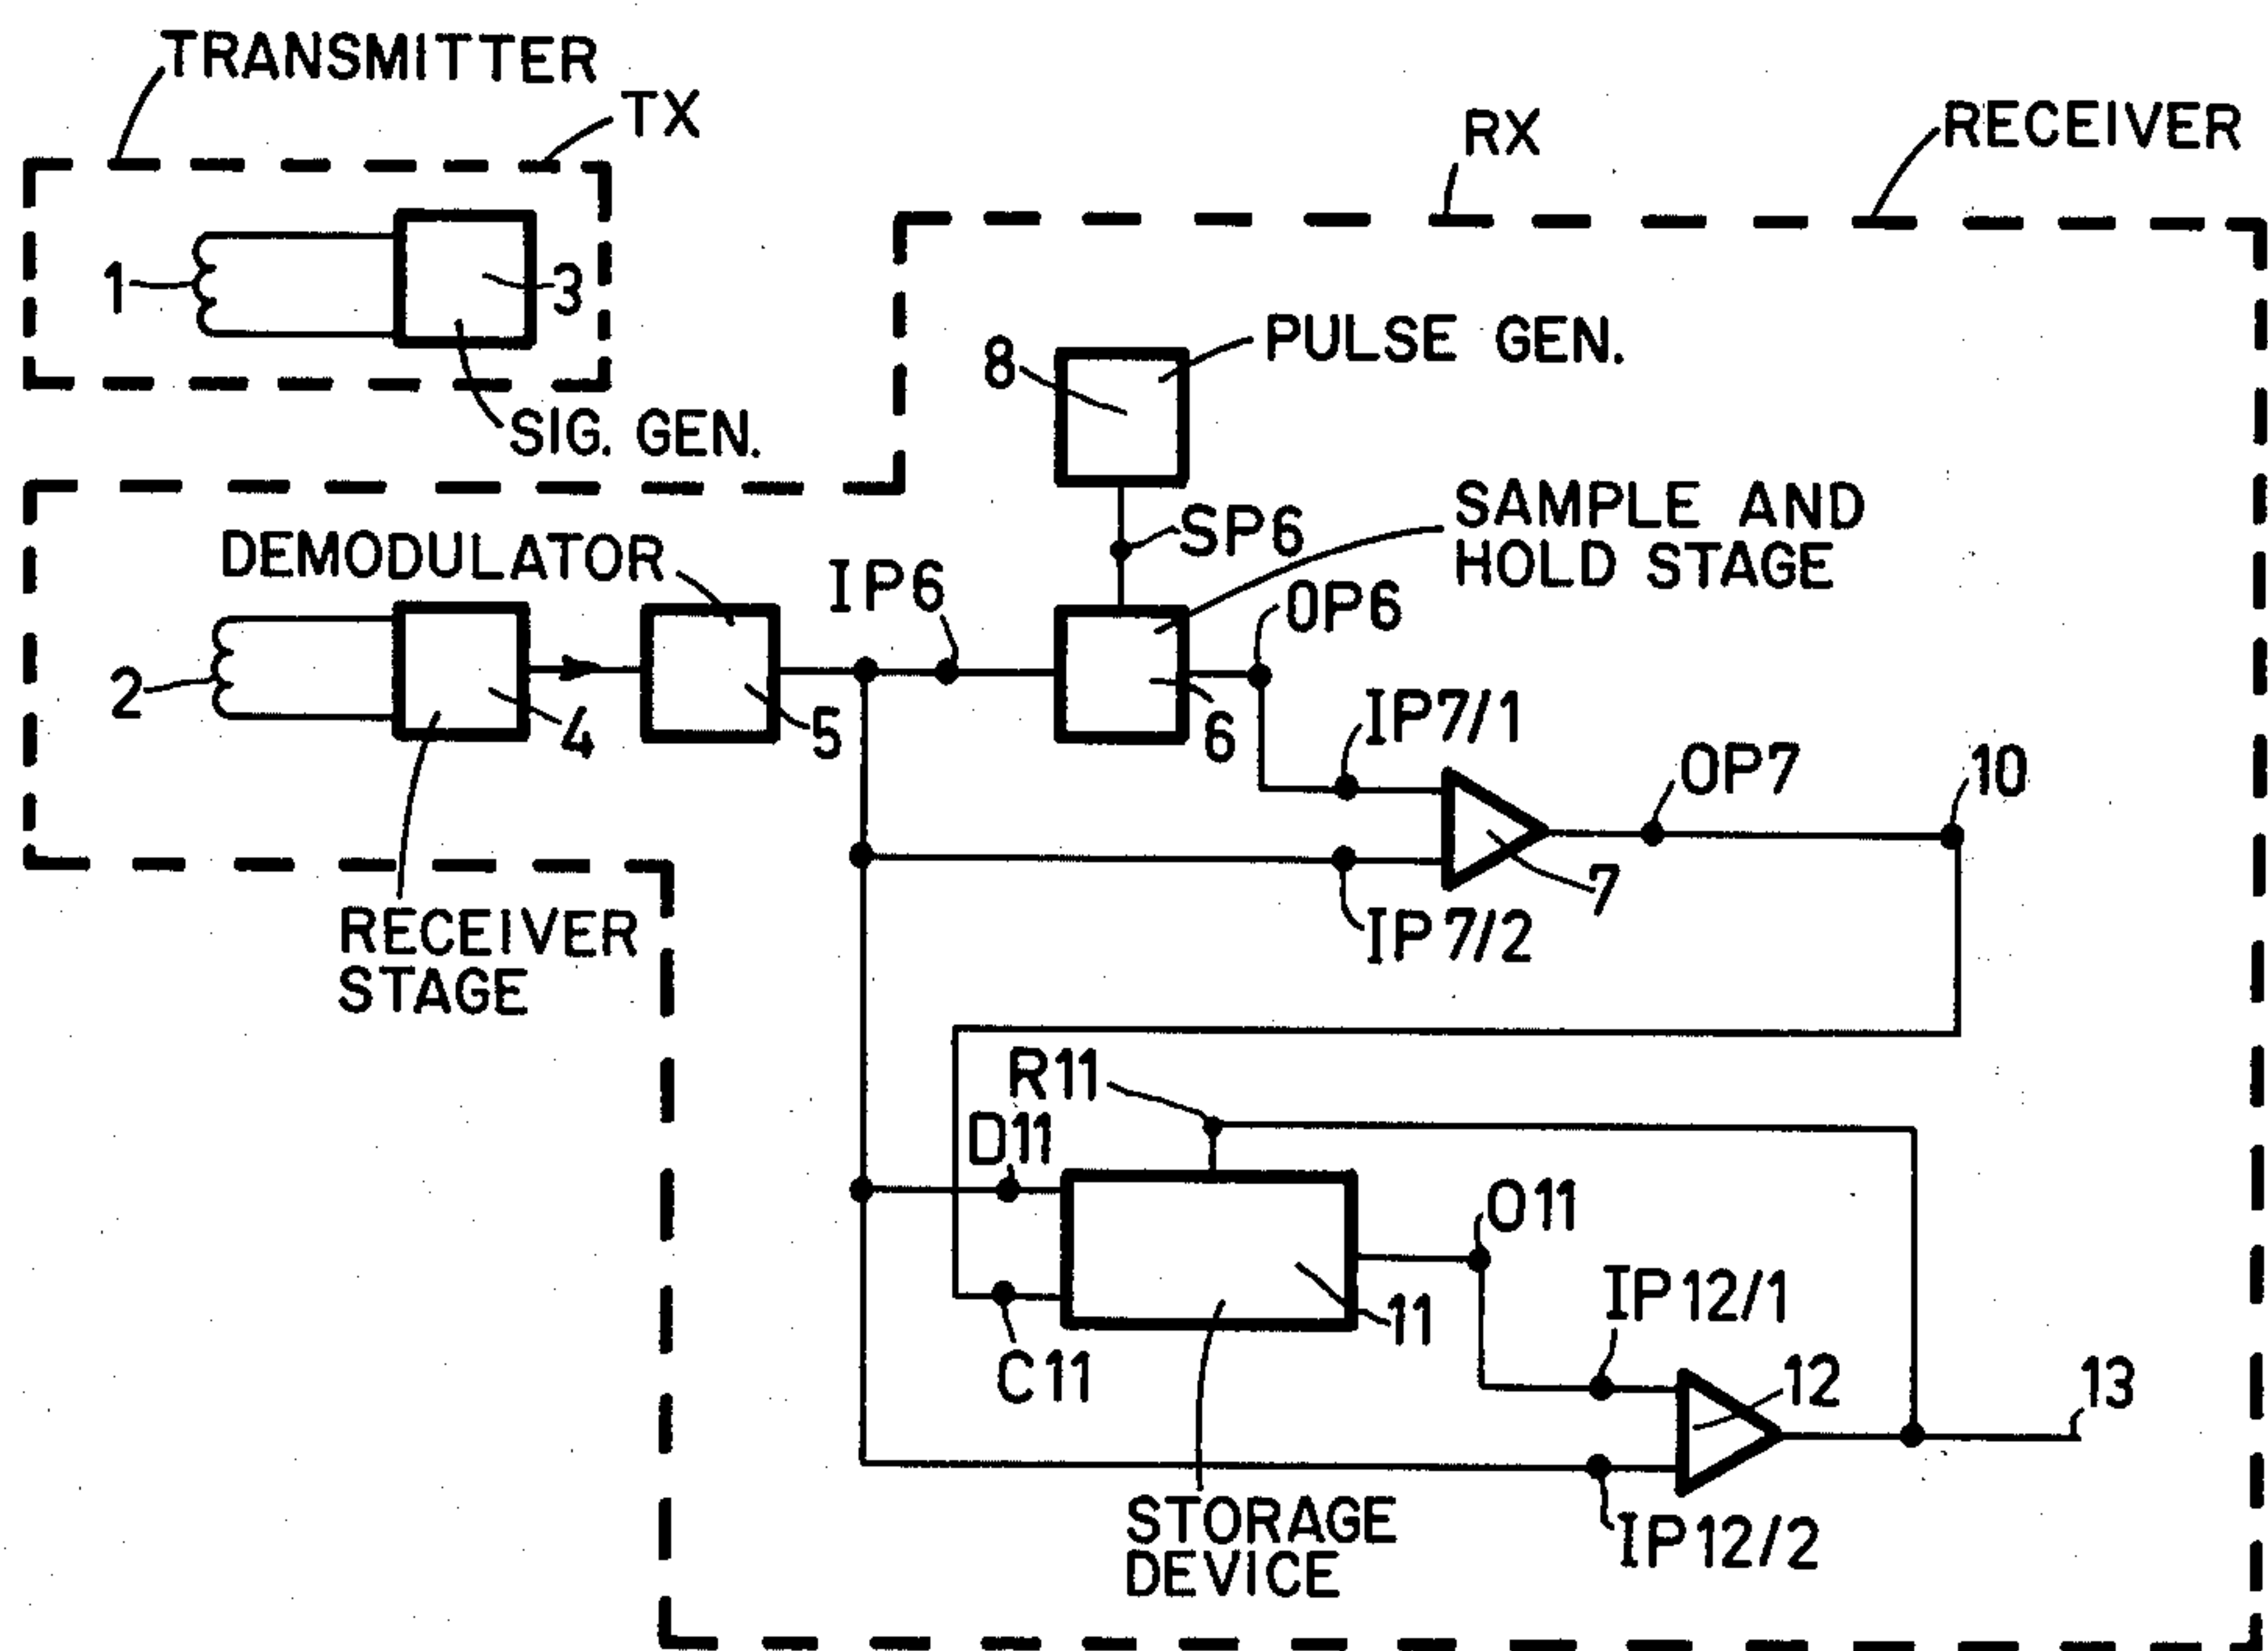 TRANSMITTER
TX
RX
RECEIVER
1
3
SIG. GEN.
8
PULSE GEN.
SP6
SAMPLE AND
HOLD STAGE
DEMODULATOR
IP6
OP6
2
4
5
6
IP7/1
OP7
10
7
IP7/2
RECEIVER
STAGE
R11
D11
O11
C11
11
IP12/1
12
13
STORAGE
DEVICE
IP12/2